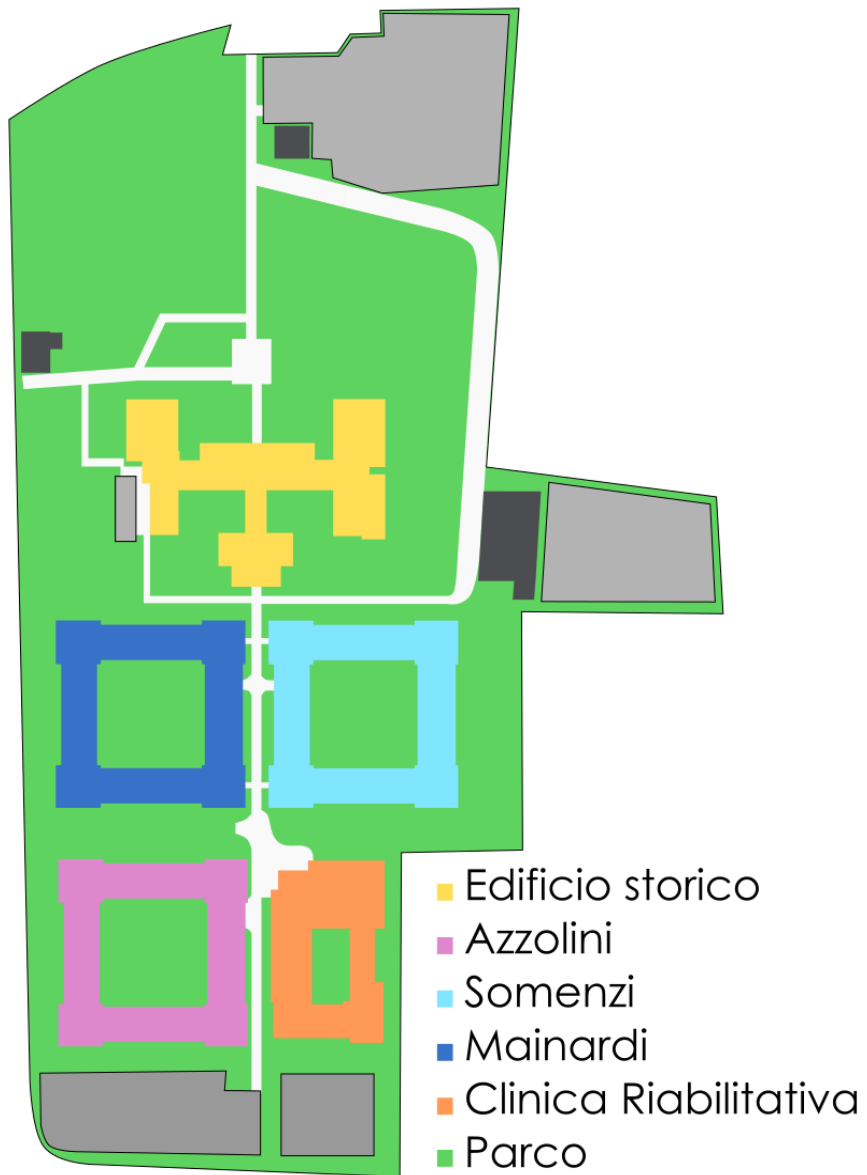 Edificio storico
Azzolini
Somenzi
Mainardi
Clinica Riabilitativa
Parco